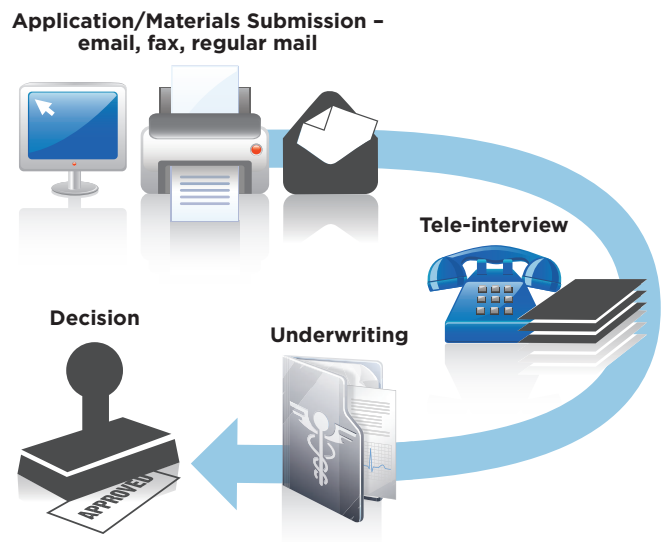 Application/Materials Submission –
email, fax, regular mail
Tele-interview
Underwriting
Decision
APPROVED